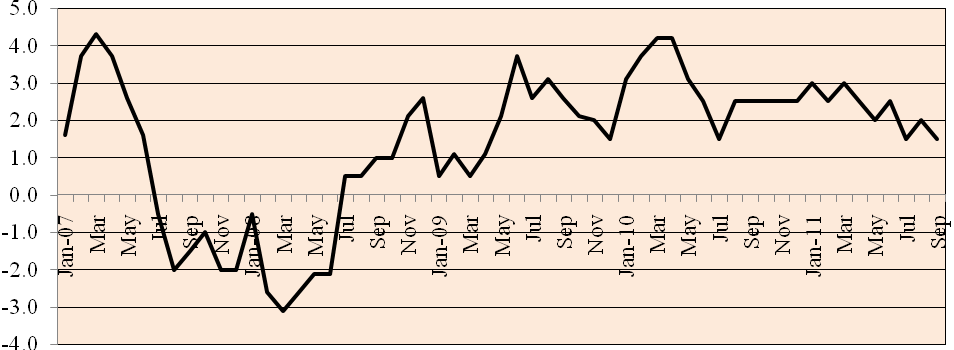 5.0
4.0
3.0
2.0
1.0
0.0
-1.0
-2.0
-3.0
-4.0
Jan-07
Mar
May
Jul
Sep
Nov
Jan-08
Mar
May
Jul
Sep
Nov
Jan-09
Mar
May
Jul
Sep
Nov
Jan-10
Mar
May
Jul
Sep
Nov
Jan-11
Mar
May
Jul
Sep